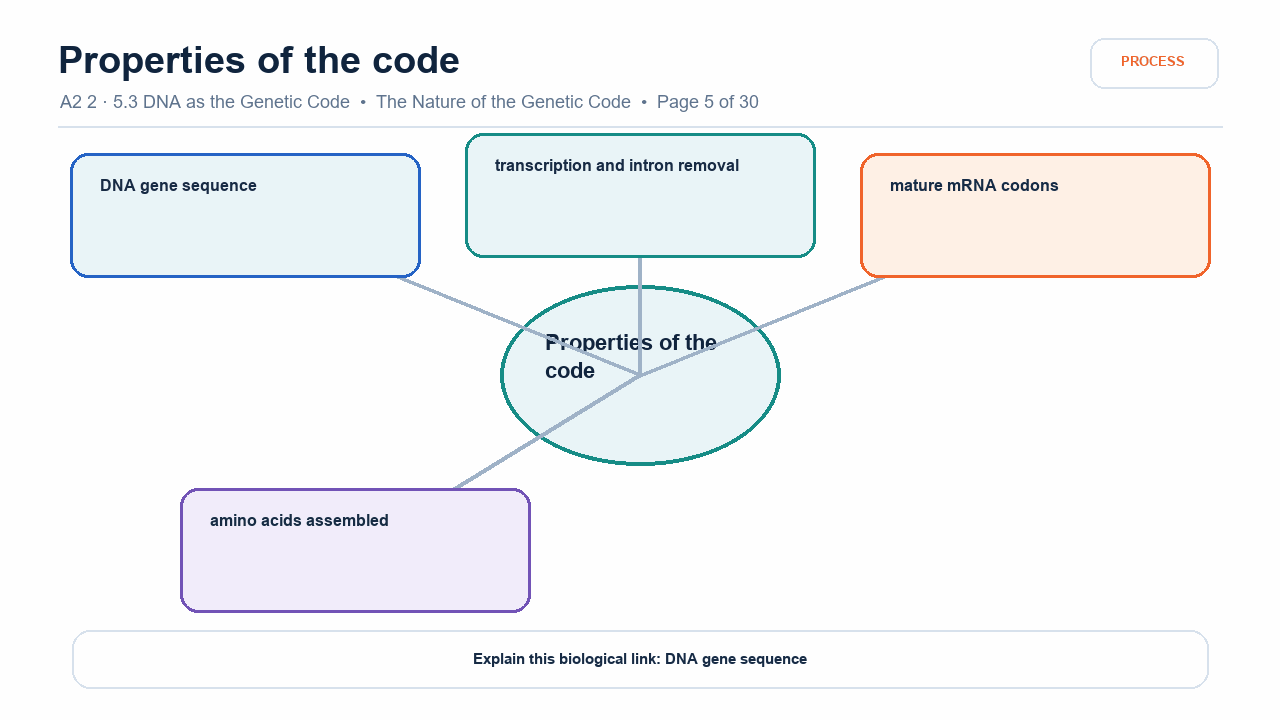 Properties of the code
PROCESS
A2 2 · 5.3 DNA as the Genetic Code • The Nature of the Genetic Code • Page 5 of 30
DNA gene sequence
transcription and intron removal
mature mRNA codons
Properties of the
code
amino acids assembled
Explain this biological link: DNA gene sequence